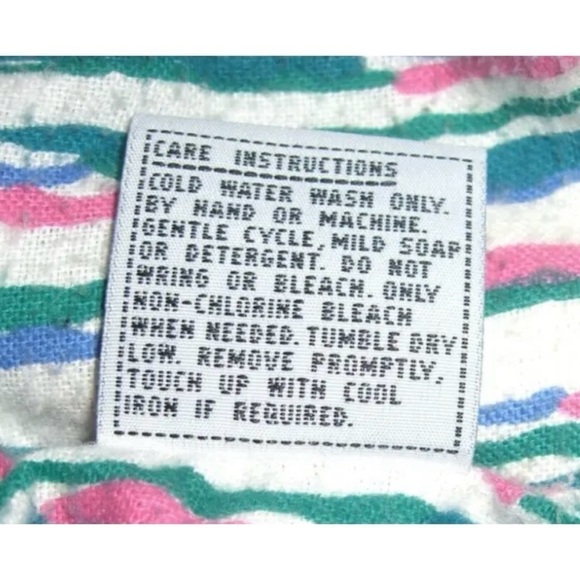 CARE INSTRUCTIONS
COLD WATER WASH ONLY.
BY HAND OR MACHINE.
GENTLE CYCLE, MILD SOAP
OR DETERGENT. DO NOT
WRING OR BLEACH. ONLY
NON-CHLORINE BLEACH
WHEN NEEDED. TUMBLE DRY
LOW. REMOVE PROMPTLY.
TOUCH UP WITH COOL
IRON IF REQUIRED.